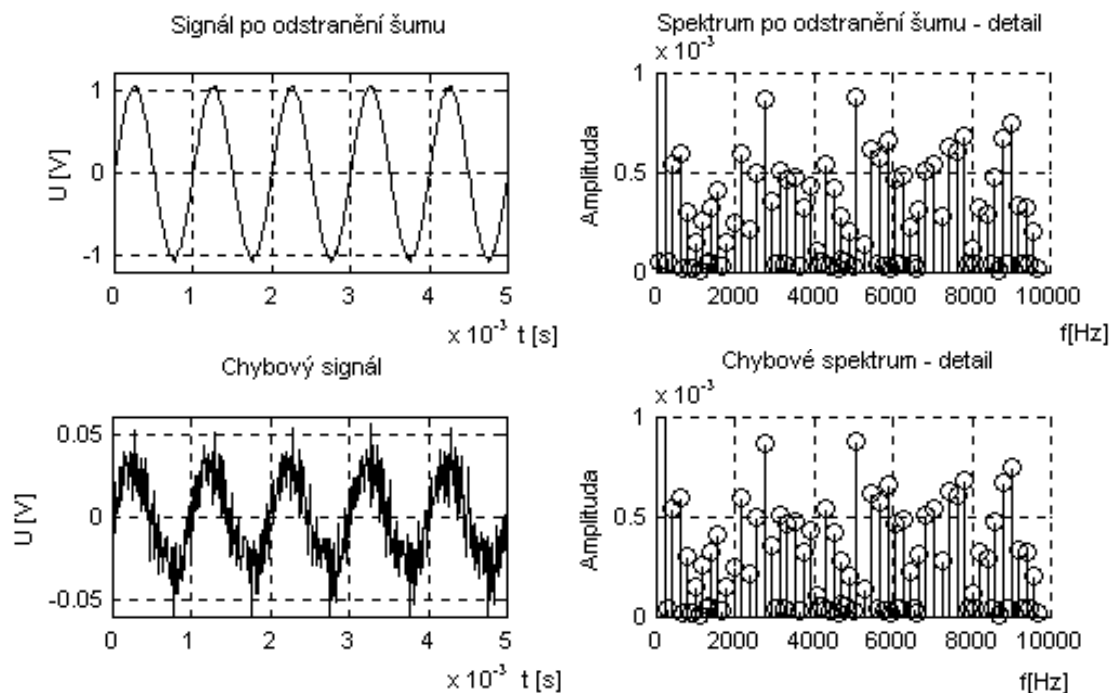 Signál po odstranění šumu
U [V]
1
0
-1
0 1 2 3 4 5
x 10⁻³ t [s]
Spektrum po odstranění šumu - detail
x 10⁻³
Amplituda
1
0.5
0
0 2000 4000 6000 8000 10000
f[Hz]
Chybový signál
U [V]
0.05
0
-0.05
0 1 2 3 4 5
x 10⁻³ t [s]
Chybové spektrum - detail
x 10⁻³
Amplituda
1
0.5
0
0 2000 4000 6000 8000 10000
f[Hz]